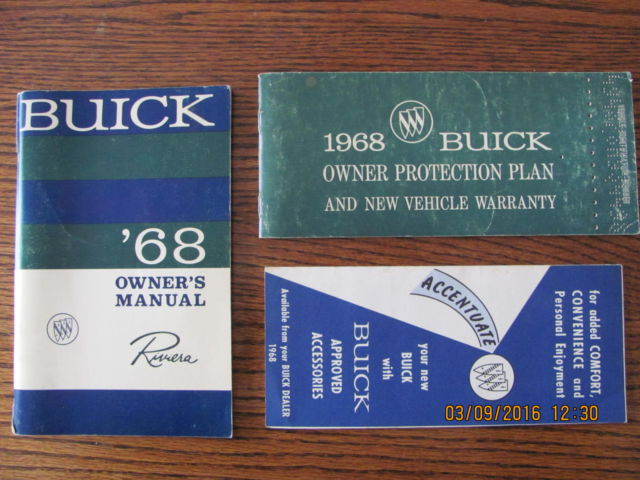 BUICK
'68
OWNER'S
MANUAL
Riviera
1968 BUICK
OWNER PROTECTION PLAN
AND NEW VEHICLE WARRANTY
ACCENTUATE
your new
BUICK
with
BUICK
APPROVED
ACCESSORIES
Available from your BUICK DEALER
1968
for added COMFORT,
CONVENIENCE and
Personal Enjoyment
03/09/2016 12:30